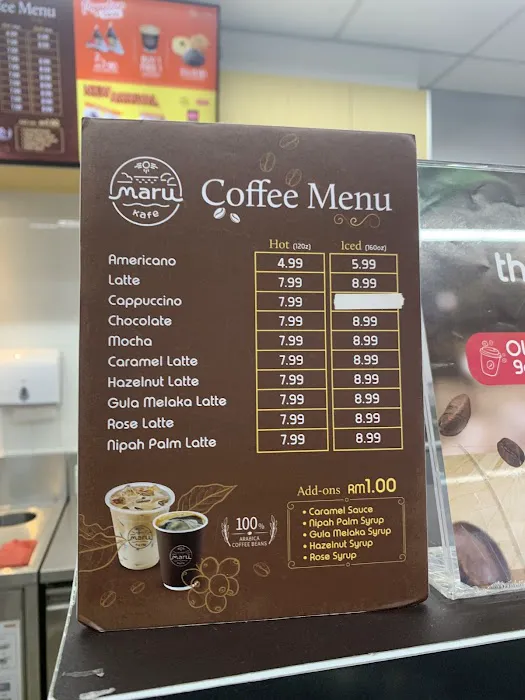 ee Menu
maru
kafe
Coffee Menu
Hot (12oz) Iced (16oz)
Americano 4.99 5.99
Latte 7.99 8.99
Cappuccino 7.99
Chocolate 7.99 8.99
Mocha 7.99 8.99
Caramel Latte 7.99 8.99
Hazelnut Latte 7.99 8.99
Gula Melaka Latte 7.99 8.99
Rose Latte 7.99 8.99
Nipah Palm Latte 7.99 8.99
Add-ons RM1.00
• Caramel Sauce
• Nipah Palm Syrup
• Gula Melaka Syrup
• Hazelnut Syrup
• Rose Syrup
100%
ARABICA
COFFEE BEANS
maru
maru
th